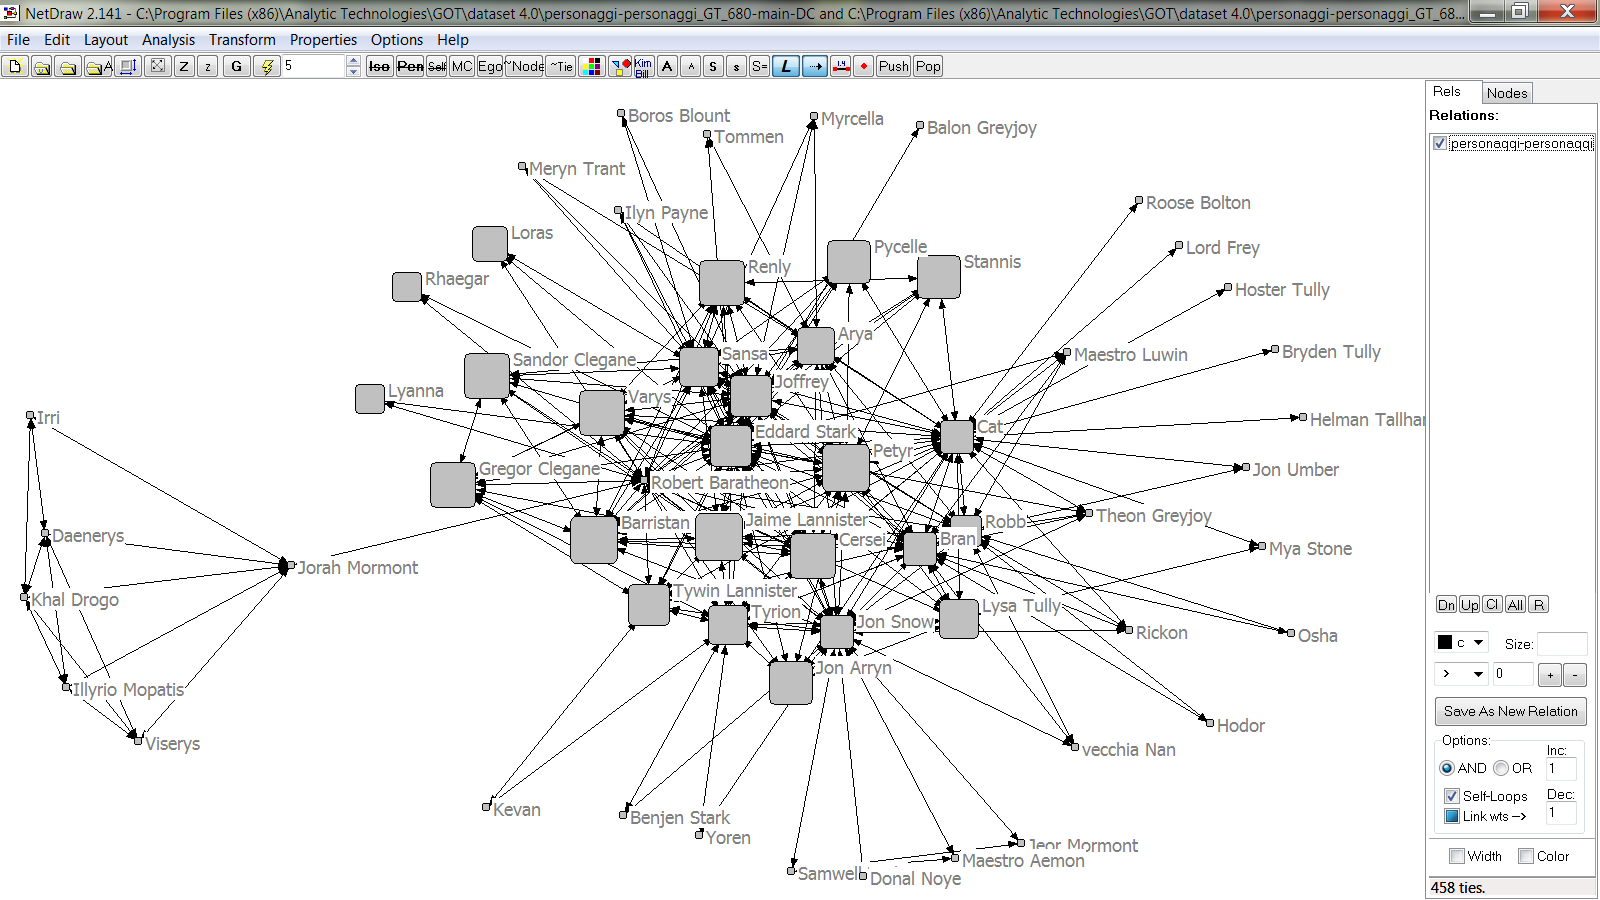 NetDraw 2.141 - C:\Program Files (x86)\Analytic Technologies\GOT\dataset 4.0\personaggi-personaggi_GT_680-main-DC and C:\Program Files (x86)\Analytic Technologies\GOT\dataset 4.0\personaggi-personaggi_GT_68...
File Edit Layout Analysis Transform Properties Options Help
A Z z G 5 Iso Pen Self MC Ego ~Node ~Tie Kim Bill A A S s S= L Push Pop
Rels Nodes
Relations:
personaggi-personaggi
Boros Blount
Tommen
Myrcella
Balon Greyjoy
Meryn Trant
Ilyn Payne
Roose Bolton
Loras
Pycelle
Lord Frey
Renly
Stannis
Rhaegar
Hoster Tully
Arya
Sansa
Maestro Luwin
Bryden Tully
Sandor Clegane
Joffrey
Lyanna
Varys
Irri
Eddard Stark
Cat
Helman Tallhar
Petyr
Gregor Clegane
Jon Umber
Robert Baratheon
Theon Greyjoy
Barristan
Jaime Lannister
Robb
Daenerys
Cersei
Bran
Mya Stone
Jorah Mormont
Khal Drogo
Tywin Lannister
Lysa Tully
Tyrion
Jon Snow
Rickon
Osha
Jon Arryn
Illyrio Mopatis
Hodor
Viserys
vecchia Nan
Kevan
Benjen Stark
Yoren
Jeor Mormont
Maestro Aemon
Samwell
Donal Noye
Dn Up Cl All R
c Size:
> 0 + -
Save As New Relation
Options:
Inc:
AND OR 1
Self-Loops Dec:
Link wts --> 1
Width Color
458 ties.